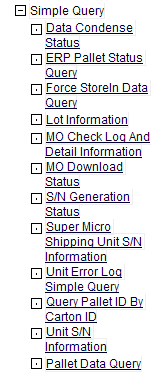 Simple Query
Data Condense
Status
ERP Pallet Status
Query
Force StoreIn Data
Query
Lot Information
MO Check Log And
Detail Information
MO Download
Status
S/N Generation
Status
Super Micro
Shipping Unit S/N
Information
Unit Error Log
Simple Query
Query Pallet ID By
Carton ID
Unit S/N
Information
Pallet Data Query